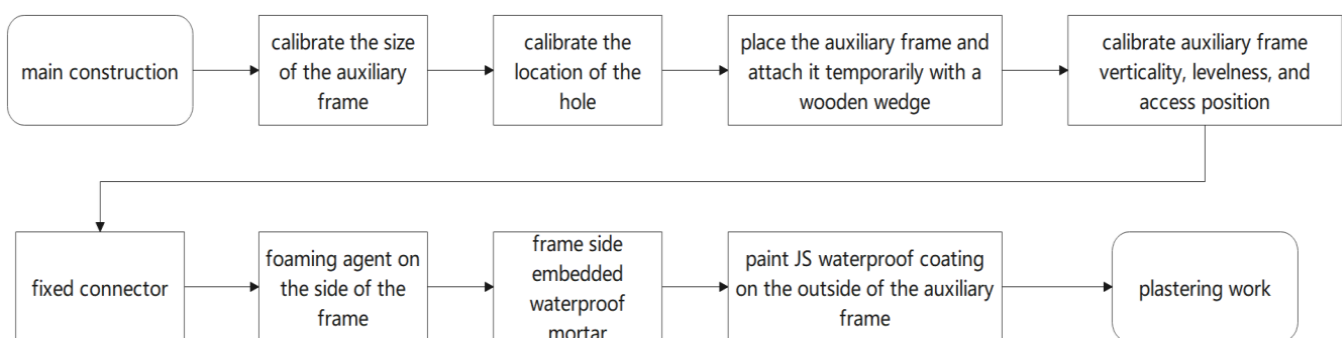 main construction
calibrate the size
of the auxiliary
frame
calibrate the
location of the
hole
place the auxiliary frame and
attach it temporarily with a
wooden wedge
calibrate auxiliary frame
verticality, levelness, and
access position
fixed connector
foaming agent on
the side of the
frame
frame side
embedded
waterproof
mortar
paint JS waterproof coating
on the outside of the auxiliary
frame
plastering work